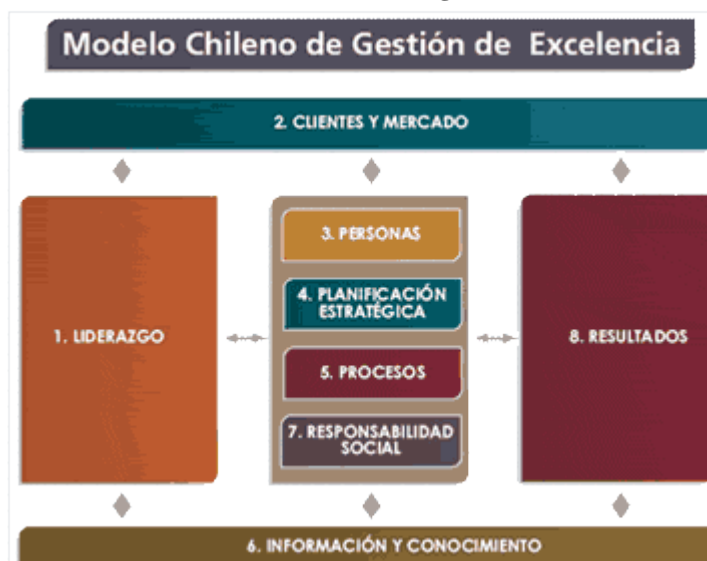 Modelo Chileno de Gestión de Excelencia
2. CLIENTES Y MERCADO
1. LIDERAZGO
3. PERSONAS
4. PLANIFICACIÓN
ESTRATÉGICA
5. PROCESOS
7. RESPONSABILIDAD
SOCIAL
8. RESULTADOS
6. INFORMACIÓN Y CONOCIMIENTO